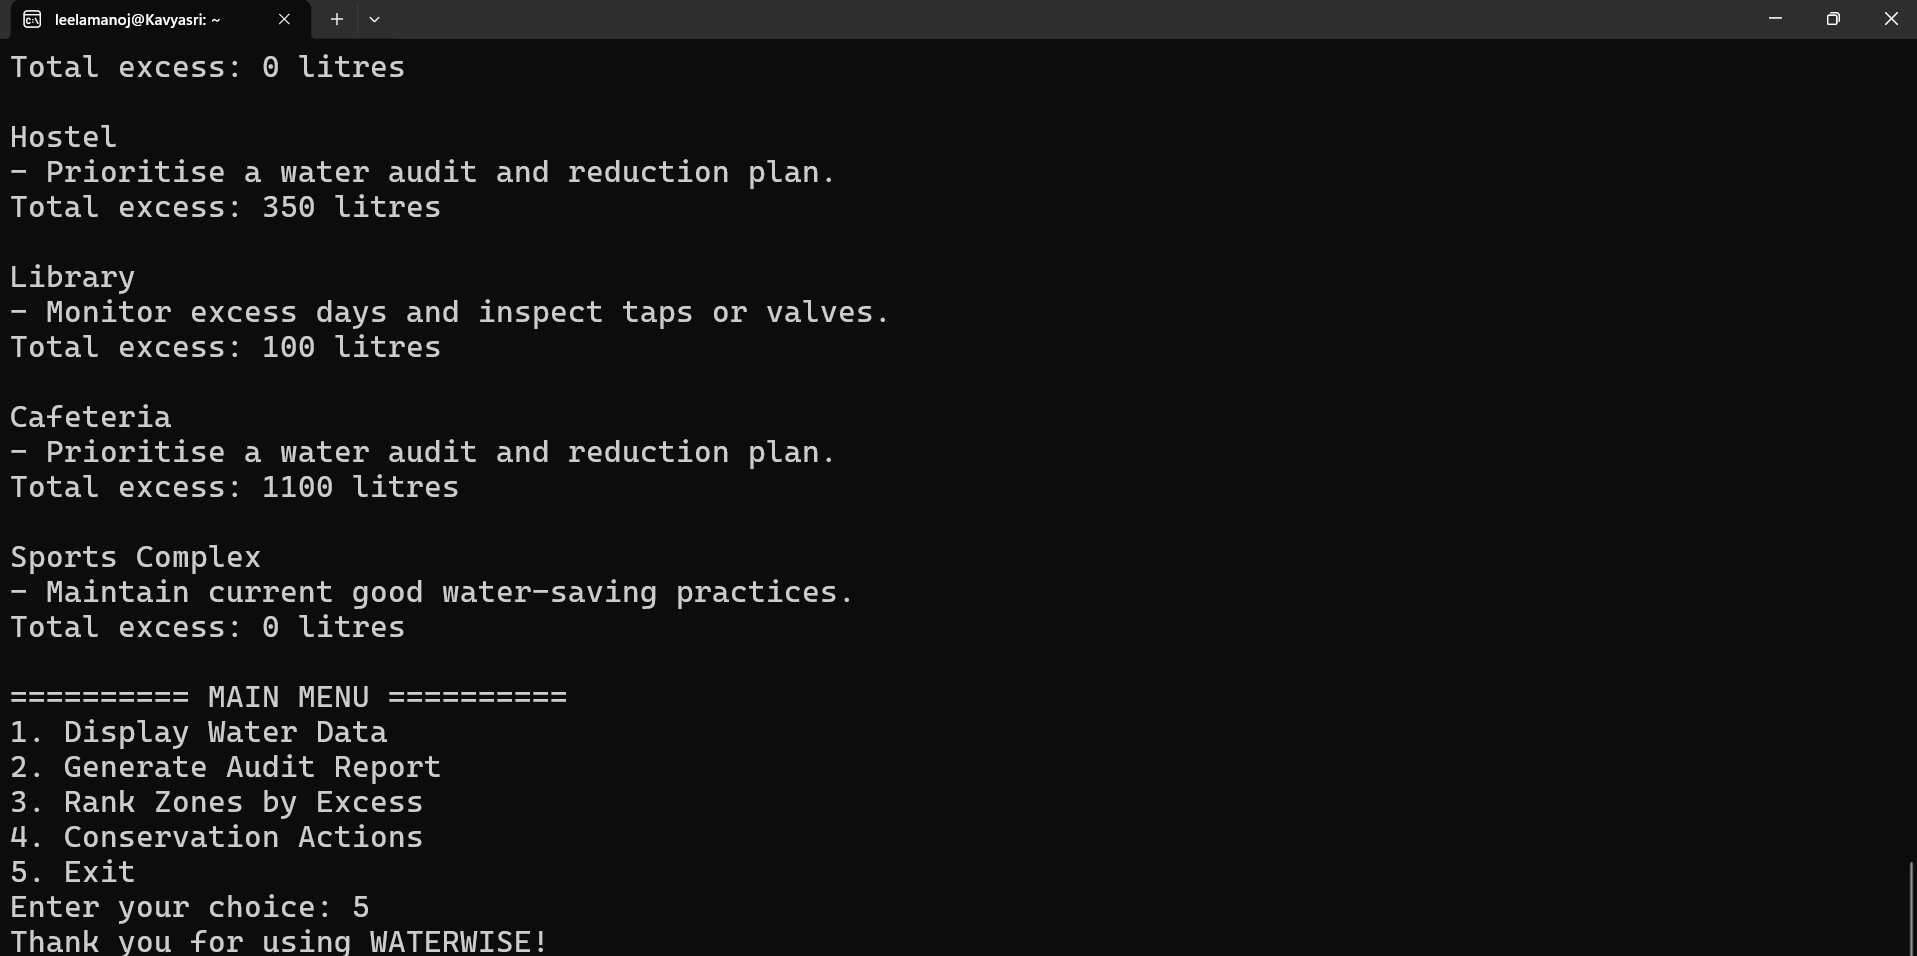 leelamanoj@Kavyasri: ~
Total excess: 0 litres
Hostel
- Prioritise a water audit and reduction plan.
Total excess: 350 litres
Library
- Monitor excess days and inspect taps or valves.
Total excess: 100 litres
Cafeteria
- Prioritise a water audit and reduction plan.
Total excess: 1100 litres
Sports Complex
- Maintain current good water-saving practices.
Total excess: 0 litres
========== MAIN MENU ==========
1. Display Water Data
2. Generate Audit Report
3. Rank Zones by Excess
4. Conservation Actions
5. Exit
Enter your choice: 5
Thank you for using WATERWISE!